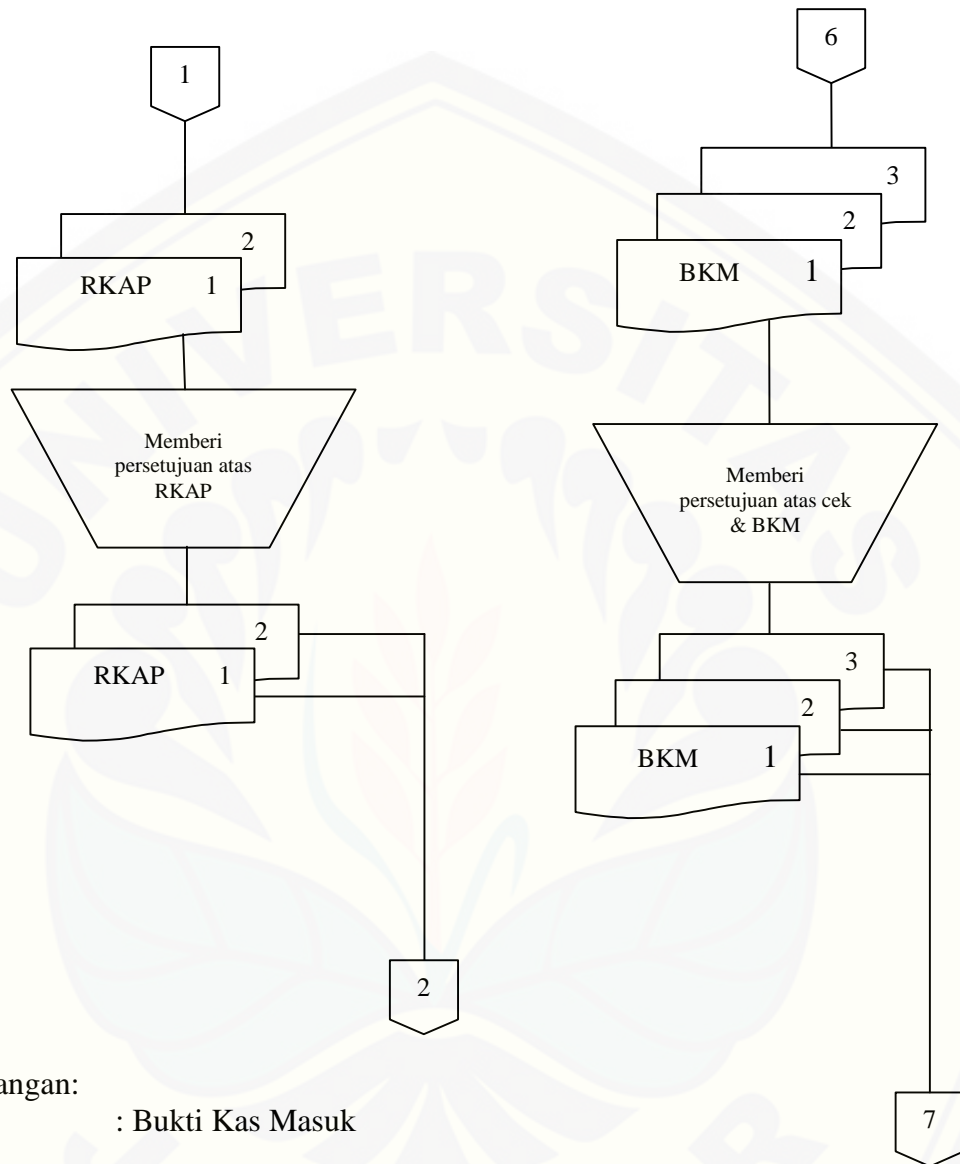 1
2
RKAP 1
Memberi
persetujuan atas
RKAP
2
RKAP 1
2
6
3
2
BKM 1
Memberi
persetujuan atas cek
& BKM
3
2
BKM 1
7
angan:
: Bukti Kas Masuk
UNIVERSITAS